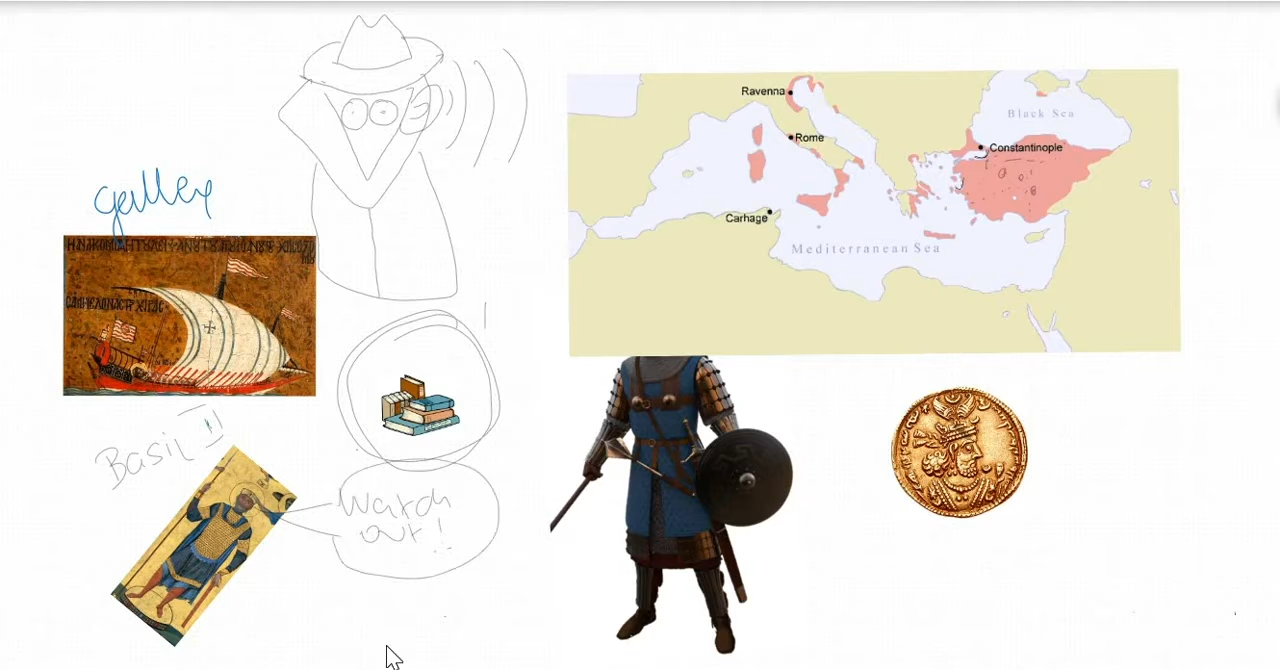 galley
Basil II
Watch
out!
Ravenna
Rome
Carhage
Constantinople
Black Sea
Mediterranean Sea